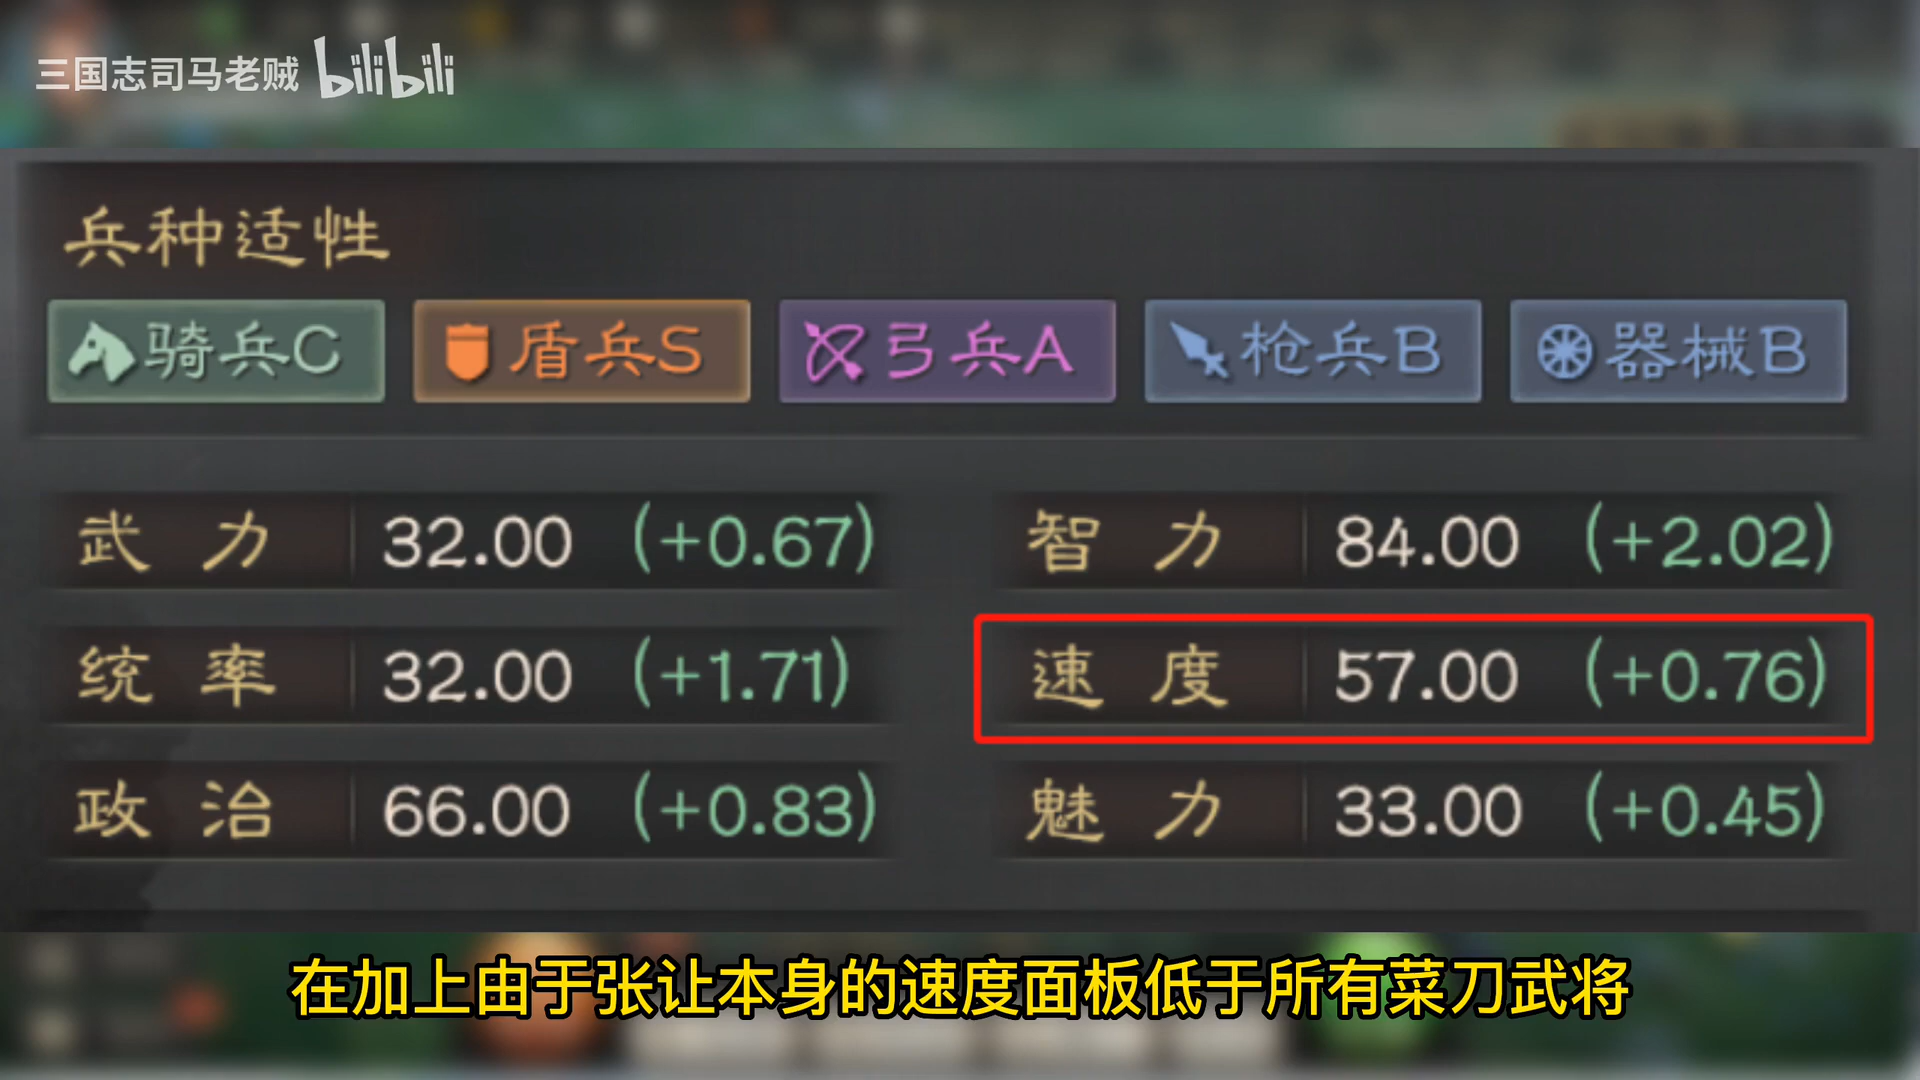 三国志司马老贼 bilibili
兵种适性
骑兵C 盾兵S 弓兵A 枪兵B 器械B
武力 32.00 (+0.67) 智力 84.00 (+2.02)
统率 32.00 (+1.71) 速度 57.00 (+0.76)
政治 66.00 (+0.83) 魅力 33.00 (+0.45)
在加上由于张让本身的速度面板低于所有菜刀武将